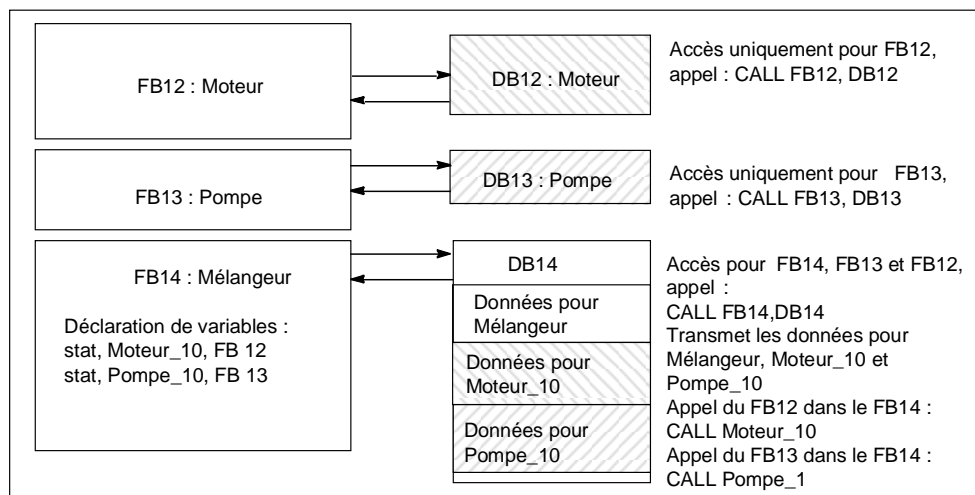 FB12 : Moteur
DB12 : Moteur
Accès uniquement pour FB12,
appel : CALL FB12, DB12
FB13 : Pompe
DB13 : Pompe
Accès uniquement pour FB13,
appel : CALL FB13, DB13
FB14 : Mélangeur
Déclaration de variables :
stat, Moteur_10, FB 12
stat, Pompe_10, FB 13
DB14
Données pour
Mélangeur
Données pour
Moteur_10
Données pour
Pompe_10
Accès pour FB14, FB13 et FB12,
appel :
CALL FB14,DB14
Transmet les données pour
Mélangeur, Moteur_10 et
Pompe_10
Appel du FB12 dans le FB14 :
CALL Moteur_10
Appel du FB13 dans le FB14 :
CALL Pompe_1